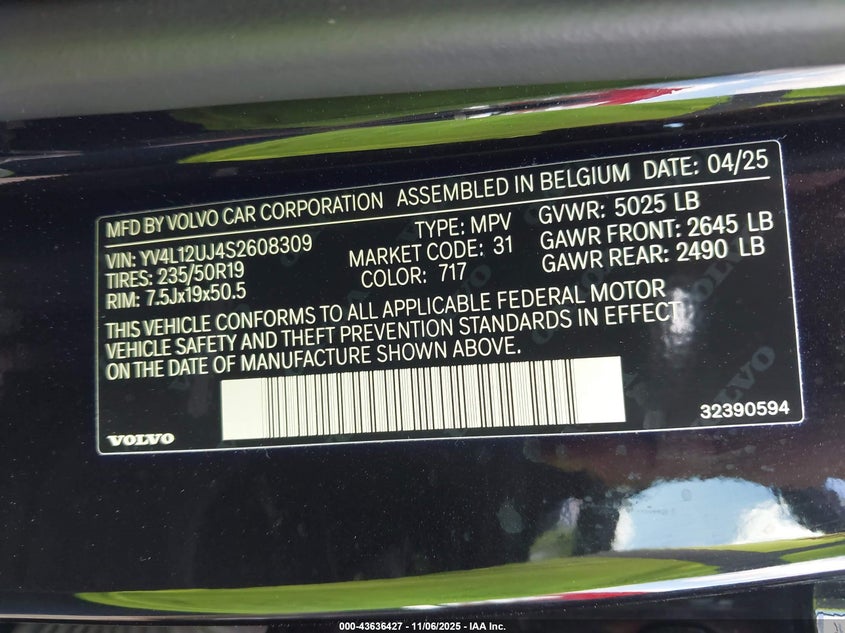 MFD BY VOLVO CAR CORPORATION ASSEMBLED IN BELGIUM DATE: 04/25
VIN: YV4L12UJ4S2608309 TYPE: MPV GVWR: 5025 LB
TIRES: 235/50R19 MARKET CODE: 31 GAWR FRONT: 2645 LB
RIM: 7.5Jx19x50.5 COLOR: 717 GAWR REAR: 2490 LB
THIS VEHICLE CONFORMS TO ALL APPLICABLE FEDERAL MOTOR
VEHICLE SAFETY AND THEFT PREVENTION STANDARDS IN EFFECT
ON THE DATE OF MANUFACTURE SHOWN ABOVE.
VOLVO 32390594
000-43636427 - 11/06/2025 - IAA Inc.